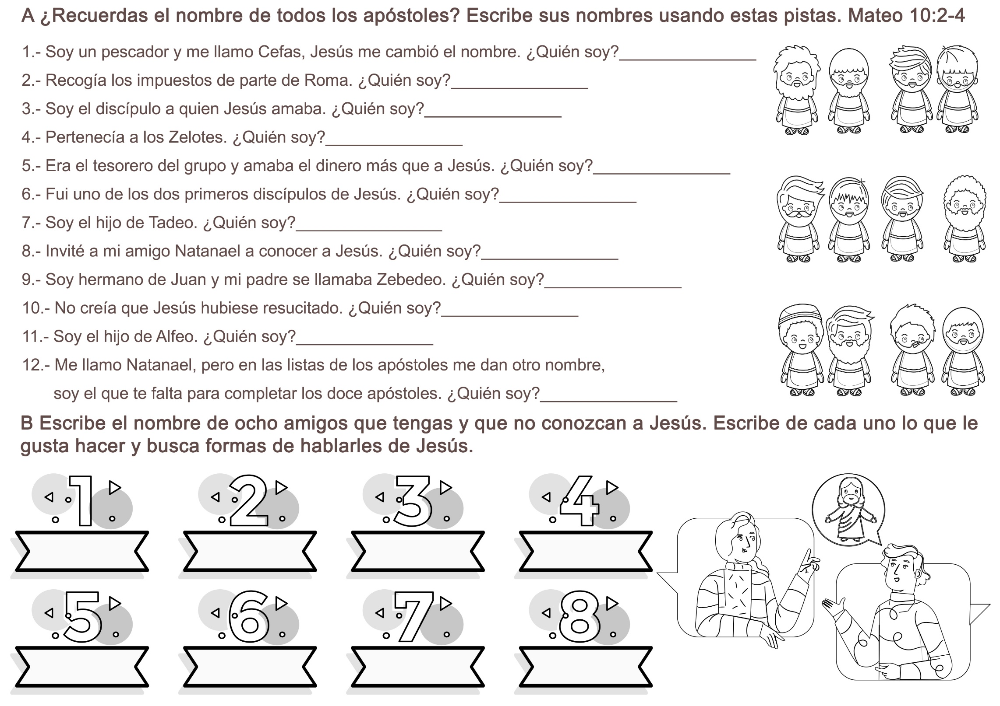 A ¿Recuerdas el nombre de todos los apóstoles? Escribe sus nombres usando estas pistas. Mateo 10:2-4
1.- Soy un pescador y me llamo Cefas, Jesús me cambió el nombre. ¿Quién soy?_______________
2.- Recogía los impuestos de parte de Roma. ¿Quién soy?_______________
3.- Soy el discípulo a quien Jesús amaba. ¿Quién soy?_______________
4.- Pertenecía a los Zelotes. ¿Quién soy?_______________
5.- Era el tesorero del grupo y amaba el dinero más que a Jesús. ¿Quién soy?_______________
6.- Fui uno de los dos primeros discípulos de Jesús. ¿Quién soy?_______________
7.- Soy el hijo de Tadeo. ¿Quién soy?________________
8.- Invité a mi amigo Natanael a conocer a Jesús. ¿Quién soy?_______________
9.- Soy hermano de Juan y mi padre se llamaba Zebedeo. ¿Quién soy?_______________
10.- No creía que Jesús hubiese resucitado. ¿Quién soy?_______________
11.- Soy el hijo de Alfeo. ¿Quién soy?_______________
12.- Me llamo Natanael, pero en las listas de los apóstoles me dan otro nombre,
soy el que te falta para completar los doce apóstoles. ¿Quién soy?_______________
B Escribe el nombre de ocho amigos que tengas y que no conozcan a Jesús. Escribe de cada uno lo que le
gusta hacer y busca formas de hablarles de Jesús.
1 2 3 4
5 6 7 8